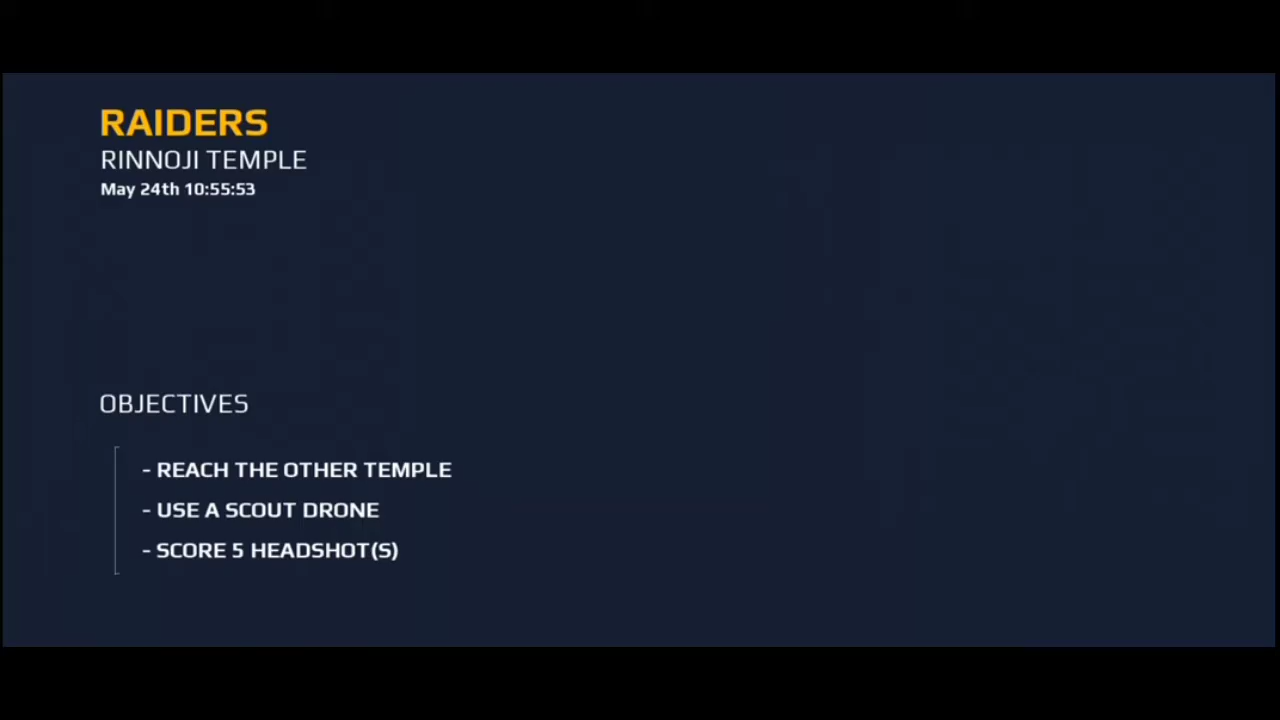 RAIDERS
RINNOJI TEMPLE
May 24th 10:55:53
OBJECTIVES
- REACH THE OTHER TEMPLE
- USE A SCOUT DRONE
- SCORE 5 HEADSHOT(S)